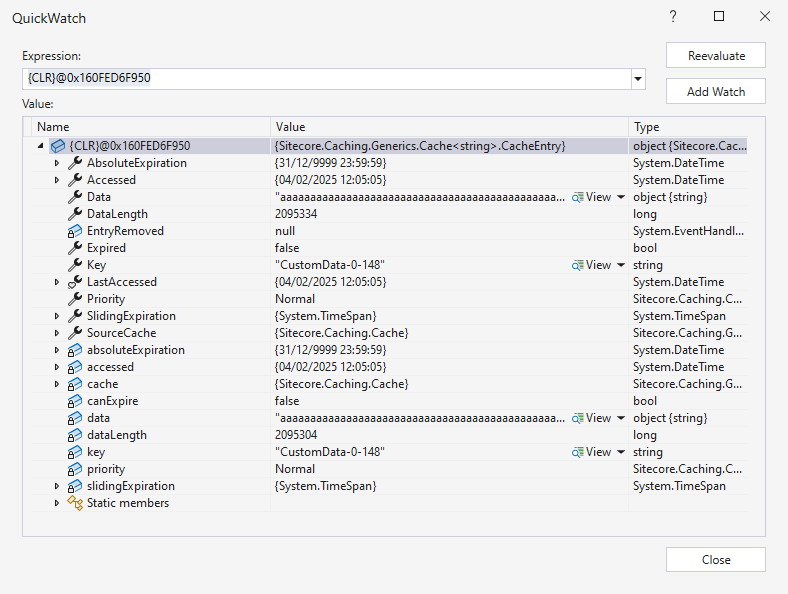 QuickWatch ?
Expression:
{CLR}@0x160FED6F950 Reevaluate
Add Watch
Value:
Name Value Type
{CLR}@0x160FED6F950 {Sitecore.Caching.Generics.Cache<string>.CacheEntry} object {Sitecore.Cac...
AbsoluteExpiration {31/12/9999 23:59:59} System.DateTime
Accessed {04/02/2025 12:05:05} System.DateTime
Data "aaaaaaaaaaaaaaaaaaaaaaaaaaaaaaaaaaaaaaaaaaaaaaa... View object {string}
DataLength 2095334 long
EntryRemoved null System.EventHandl...
Expired false bool
Key "CustomData-0-148" View string
LastAccessed {04/02/2025 12:05:05} System.DateTime
Priority Normal Sitecore.Caching.C...
SlidingExpiration {System.TimeSpan} System.TimeSpan
SourceCache {Sitecore.Caching.Cache} Sitecore.Caching.G...
absoluteExpiration {31/12/9999 23:59:59} System.DateTime
accessed {04/02/2025 12:05:05} System.DateTime
cache {Sitecore.Caching.Cache} Sitecore.Caching.G...
canExpire false bool
data "aaaaaaaaaaaaaaaaaaaaaaaaaaaaaaaaaaaaaaaaaaaaaaa... View object {string}
dataLength 2095304 long
key "CustomData-0-148" View string
priority Normal Sitecore.Caching.C...
slidingExpiration {System.TimeSpan} System.TimeSpan
Static members
Close